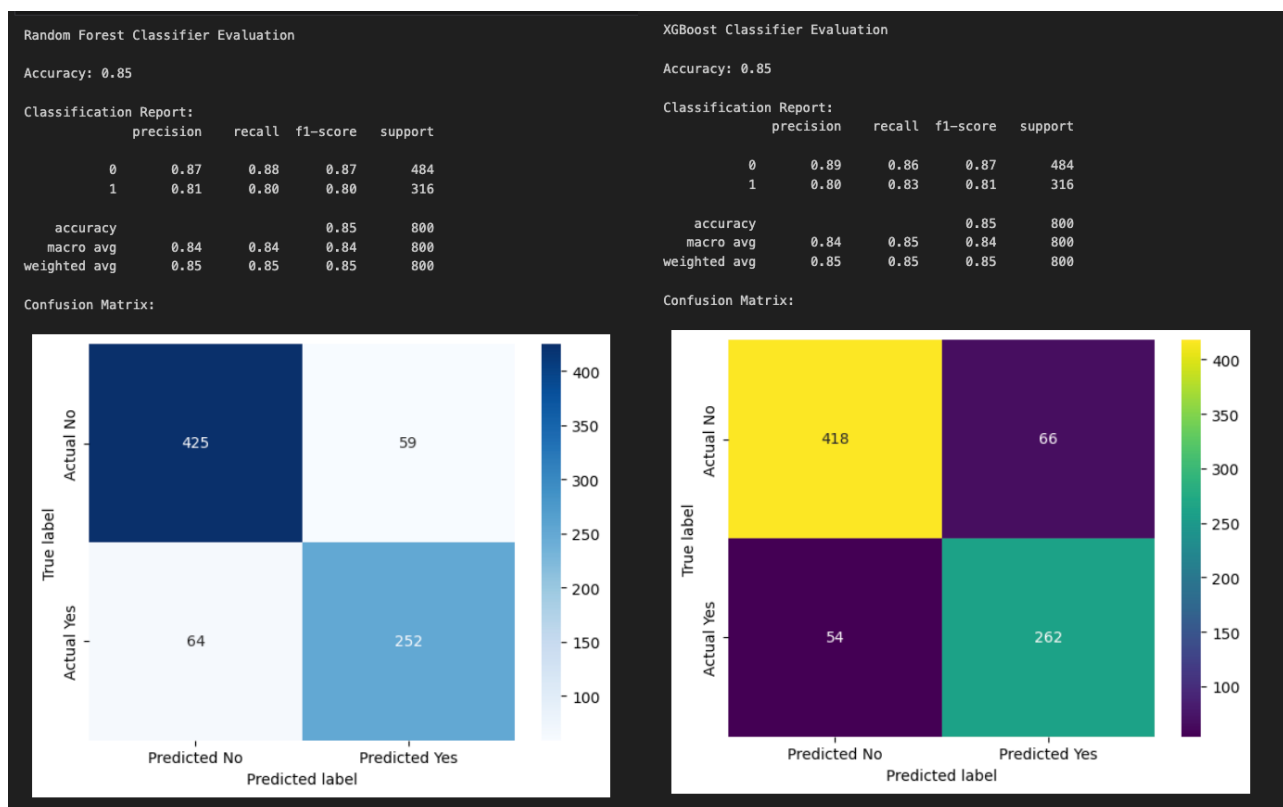 Random Forest Classifier Evaluation
Accuracy: 0.85
Classification Report:
precision recall f1-score support
0 0.87 0.88 0.87 484
1 0.81 0.80 0.80 316
accuracy 0.85 800
macro avg 0.84 0.84 0.84 800
weighted avg 0.85 0.85 0.85 800
Confusion Matrix:
Actual No
Actual Yes
True label
425
59
64
252
Predicted No
Predicted Yes
Predicted label
400
350
300
250
200
150
100
XGBoost Classifier Evaluation
Accuracy: 0.85
Classification Report:
precision recall f1-score support
0 0.89 0.86 0.87 484
1 0.80 0.83 0.81 316
accuracy 0.85 800
macro avg 0.84 0.85 0.84 800
weighted avg 0.85 0.85 0.85 800
Confusion Matrix:
Actual No
Actual Yes
True label
418
66
54
262
Predicted No
Predicted Yes
Predicted label
400
350
300
250
200
150
100